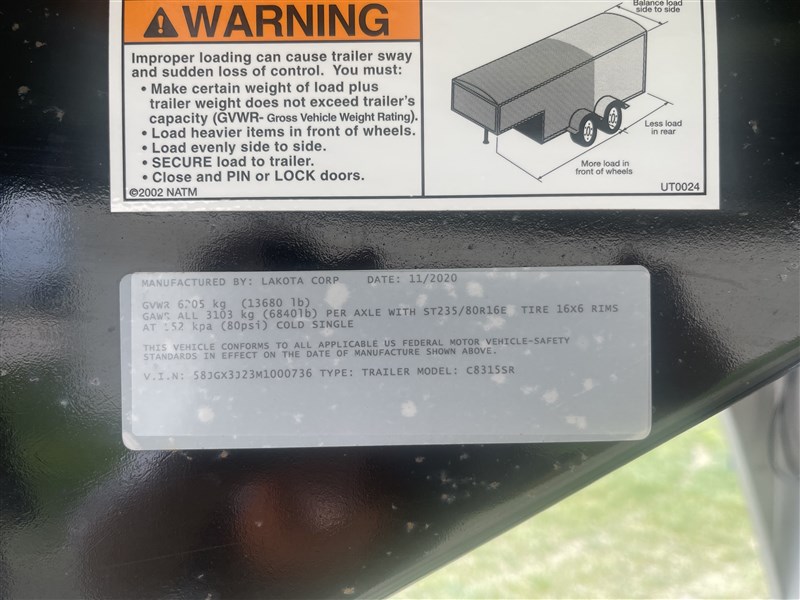 WARNING
Improper loading can cause trailer sway
and sudden loss of control. You must:
• Make certain weight of load plus
trailer weight does not exceed trailer's
capacity (GVWR- Gross Vehicle Weight Rating).
• Load heavier items in front of wheels.
• Load evenly side to side.
• SECURE load to trailer.
• Close and PIN or LOCK doors.
©2002 NATM
Balance load
side to side
Less load
in rear
More load in
front of wheels
UT0024
MANUFACTURED BY: LAKOTA CORP DATE: 11/2020
GVWR 6205 kg (13680 lb)
GAWR ALL 3103 kg (6840lb) PER AXLE WITH ST235/80R16E TIRE 16X6 RIMS
AT kpa (80psi) COLD SINGLE
THIS VEHICLE CONFORMS TO ALL APPLICABLE US FEDERAL MOTOR VEHICLE-SAFETY
STANDARDS IN EFFECT ON THE DATE OF MANUFACTURE SHOWN ABOVE.
V.I.N: 58JGX3J23M1000736 TYPE: TRAILER MODEL: C8315SR